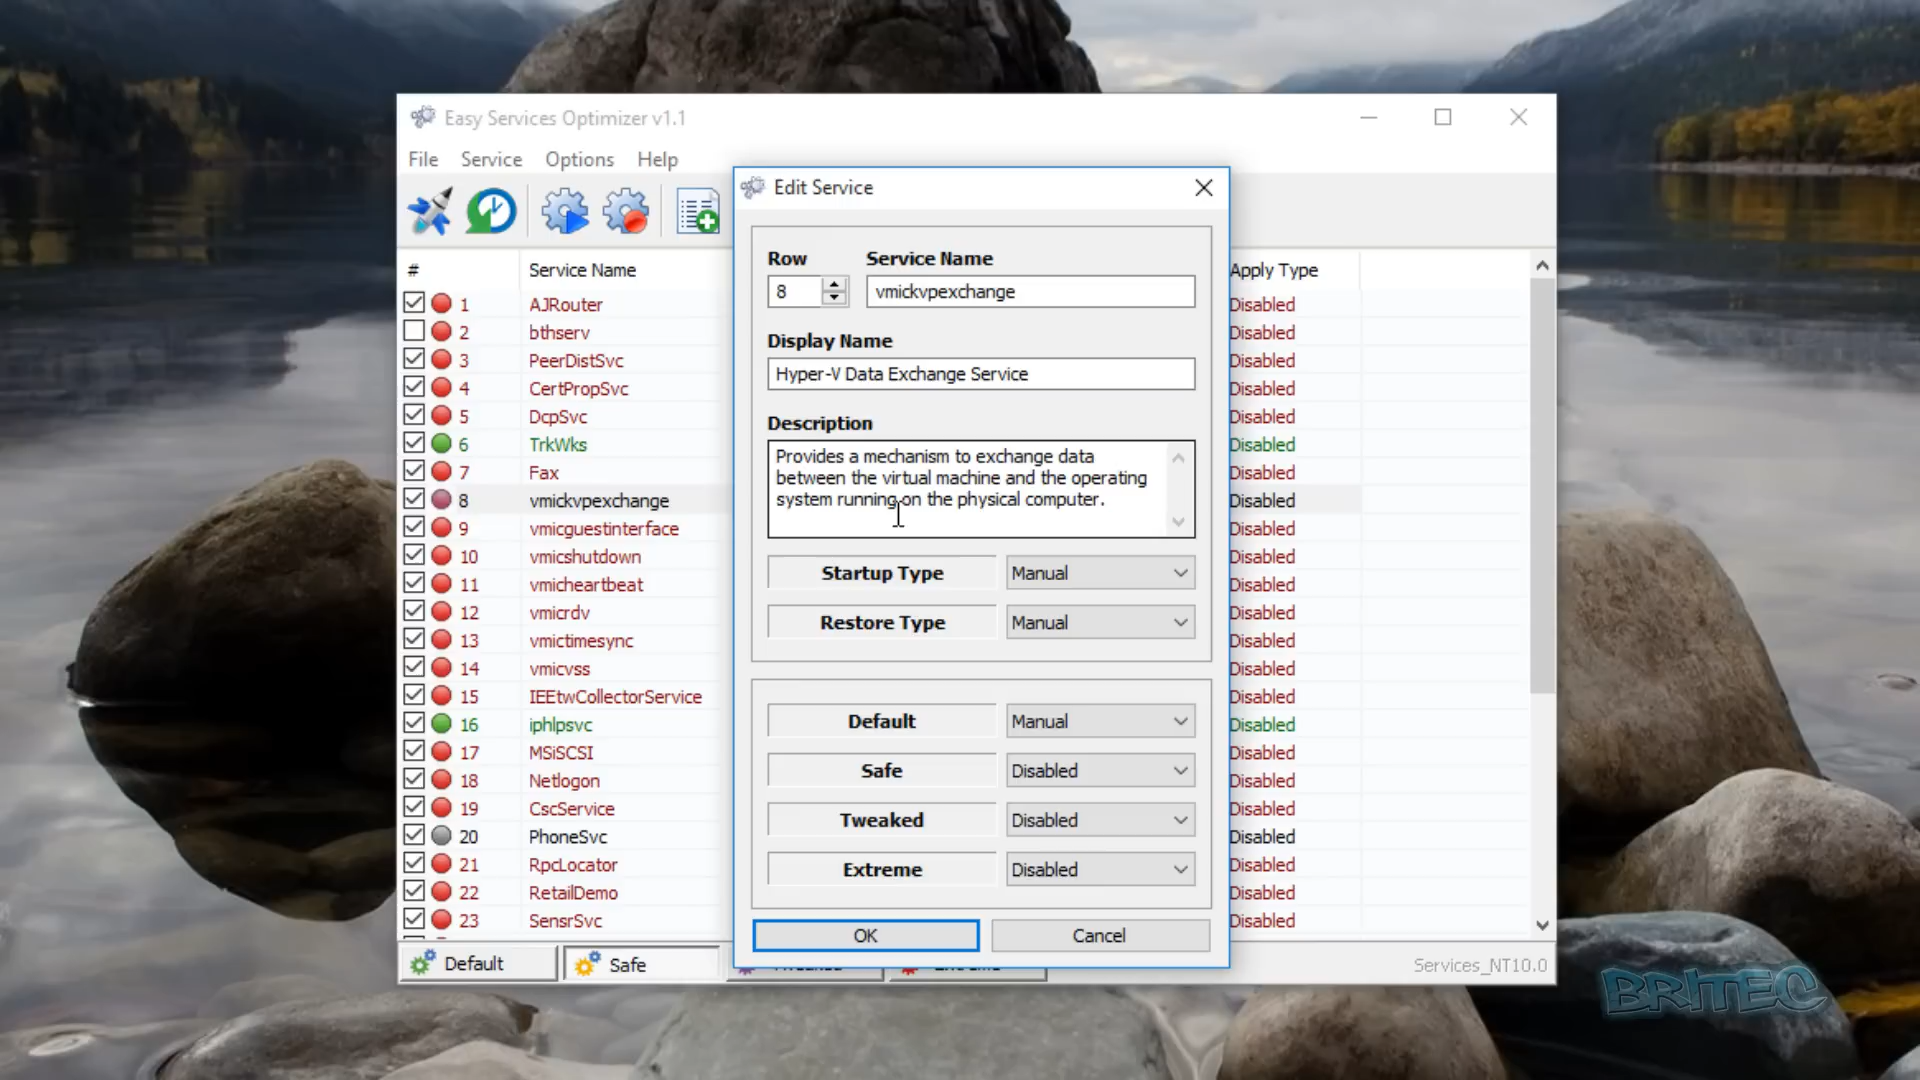 Easy Services Optimizer v1.1
File Service Options Help
# Service Name Apply Type
1 AJRouter Disabled
2 bthserv Disabled
3 PeerDistSvc Disabled
4 CertPropSvc Disabled
5 DcpSvc Disabled
6 TrkWks Disabled
7 Fax Disabled
8 vmickvpexchange Disabled
9 vmicguestinterface Disabled
10 vmicshutdown Disabled
11 vmicheartbeat Disabled
12 vmicrdv Disabled
13 vmictimesync Disabled
14 vmicvss Disabled
15 IEEtwCollectorService Disabled
16 iphlpsvc Disabled
17 MSiSCSI Disabled
18 Netlogon Disabled
19 CscService Disabled
20 PhoneSvc Disabled
21 RpcLocator Disabled
22 RetailDemo Disabled
23 SensrSvc Disabled
Default Safe
Services_NT10.0
Edit Service
Row Service Name
8 vmickvpexchange
Display Name
Hyper-V Data Exchange Service
Description
Provides a mechanism to exchange data
between the virtual machine and the operating
system running on the physical computer.
Startup Type Manual
Restore Type Manual
Default Manual
Safe Disabled
Tweaked Disabled
Extreme Disabled
OK Cancel
BRITEC